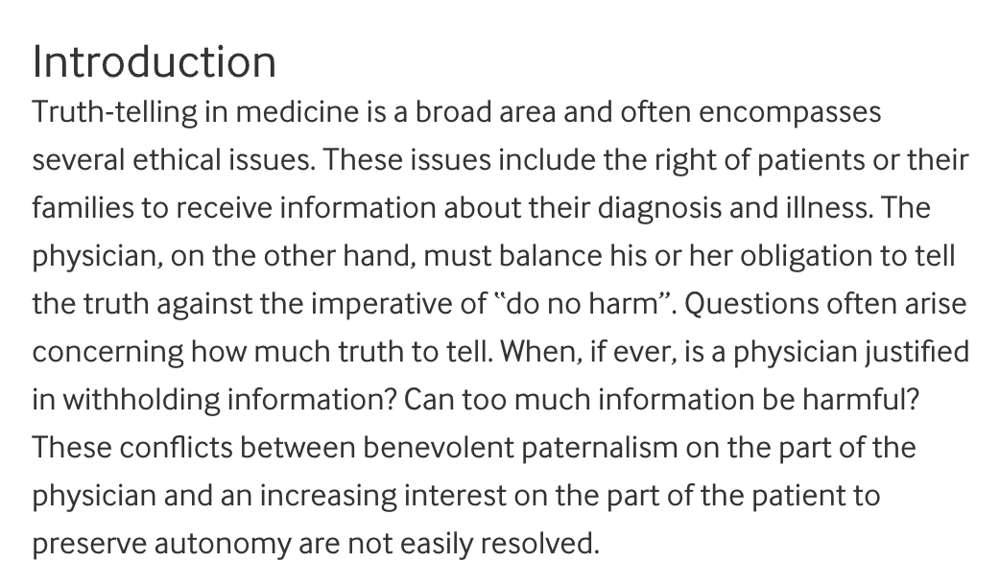 Introduction
Truth-telling in medicine is a broad area and often encompasses
several ethical issues. These issues include the right of patients or their
families to receive information about their diagnosis and illness. The
physician, on the other hand, must balance his or her obligation to tell
the truth against the imperative of “do no harm”. Questions often arise
concerning how much truth to tell. When, if ever, is a physician justified
in withholding information? Can too much information be harmful?
These conflicts between benevolent paternalism on the part of the
physician and an increasing interest on the part of the patient to
preserve autonomy are not easily resolved.